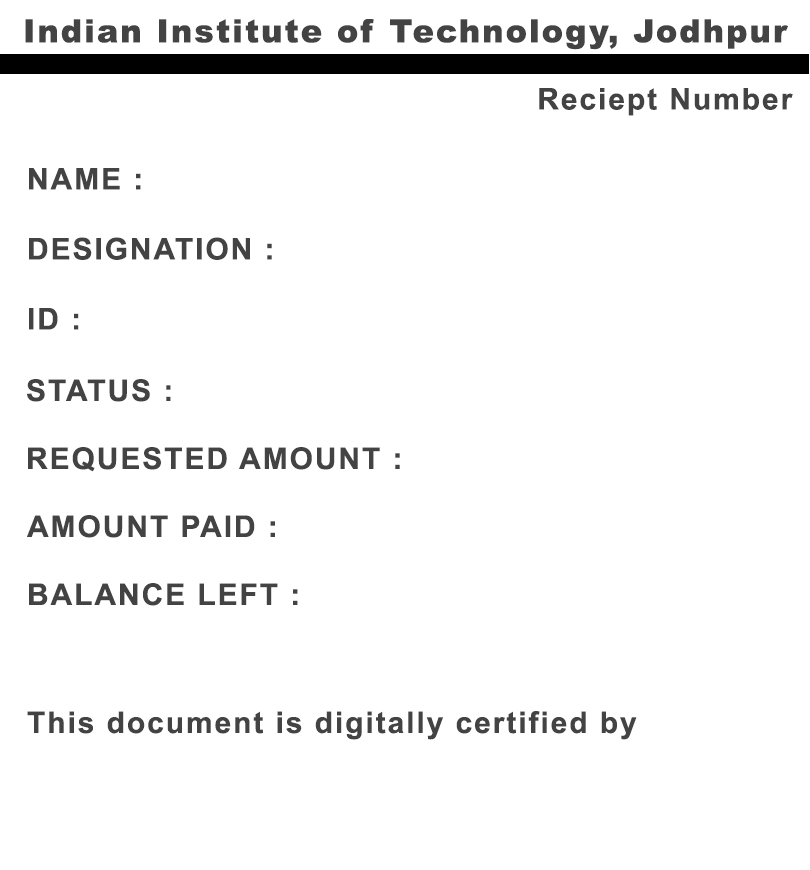 Indian Institute of Technology, Jodhpur
Reciept Number
NAME :
DESIGNATION :
ID :
STATUS :
REQUESTED AMOUNT :
AMOUNT PAID :
BALANCE LEFT :
This document is digitally certified by